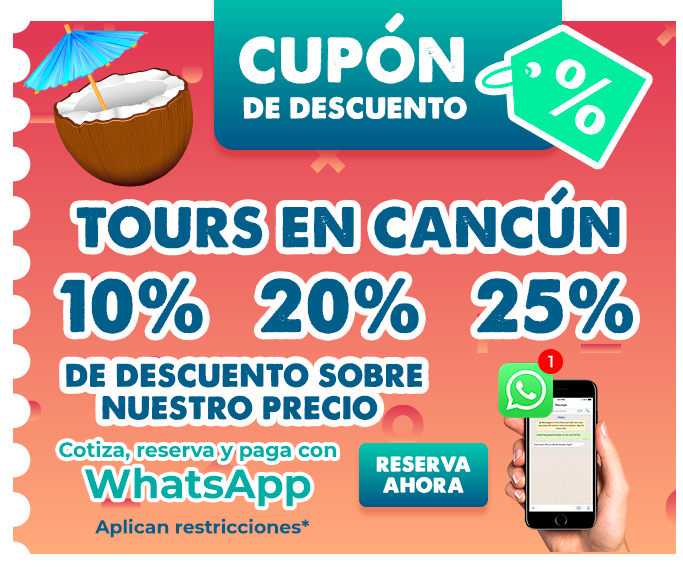 CUPÓN
DE DESCUENTO
%
TOURS EN CANCÚN
10% 20% 25%
DE DESCUENTO SOBRE
NUESTRO PRECIO
1
Cotiza, reserva y paga con
WhatsApp
RESERVA
AHORA
Aplican restricciones*